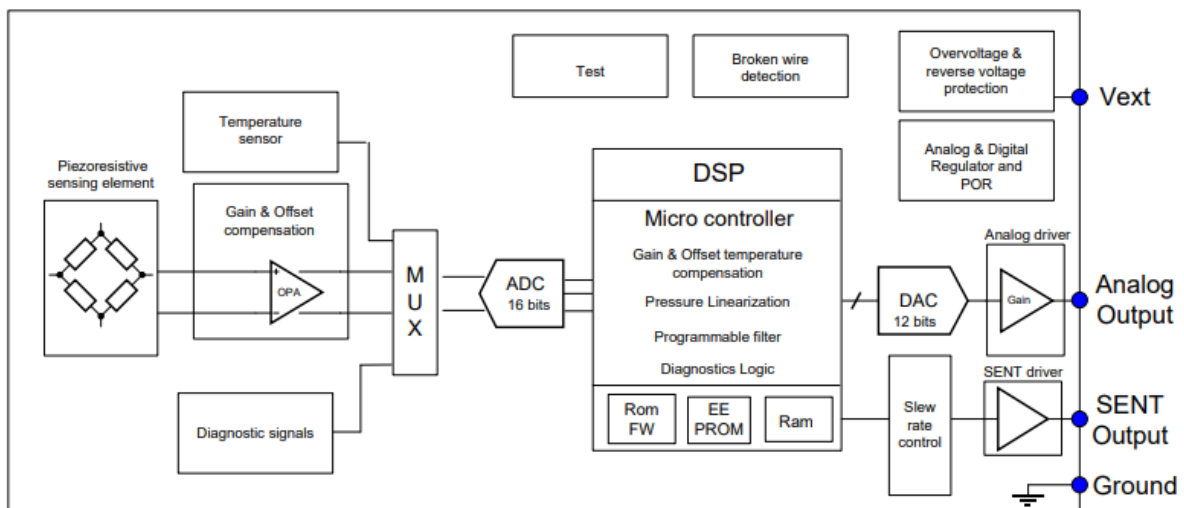 Test
Broken wire
detection
Overvoltage &
reverse voltage
protection
Vext
Temperature
sensor
Analog & Digital
Regulator and
POR
Piezoresistive
sensing element
Gain & Offset
compensation
OPA
M
U
X
ADC
16 bits
DSP
Micro controller
Gain & Offset temperature
compensation
Pressure Linearization
Programmable filter
Diagnostics Logic
Rom
FW
EE
PROM
Ram
DAC
12 bits
Analog driver
Gain
Analog
Output
Diagnostic signals
Slew
rate
control
SENT driver
SENT
Output
Ground